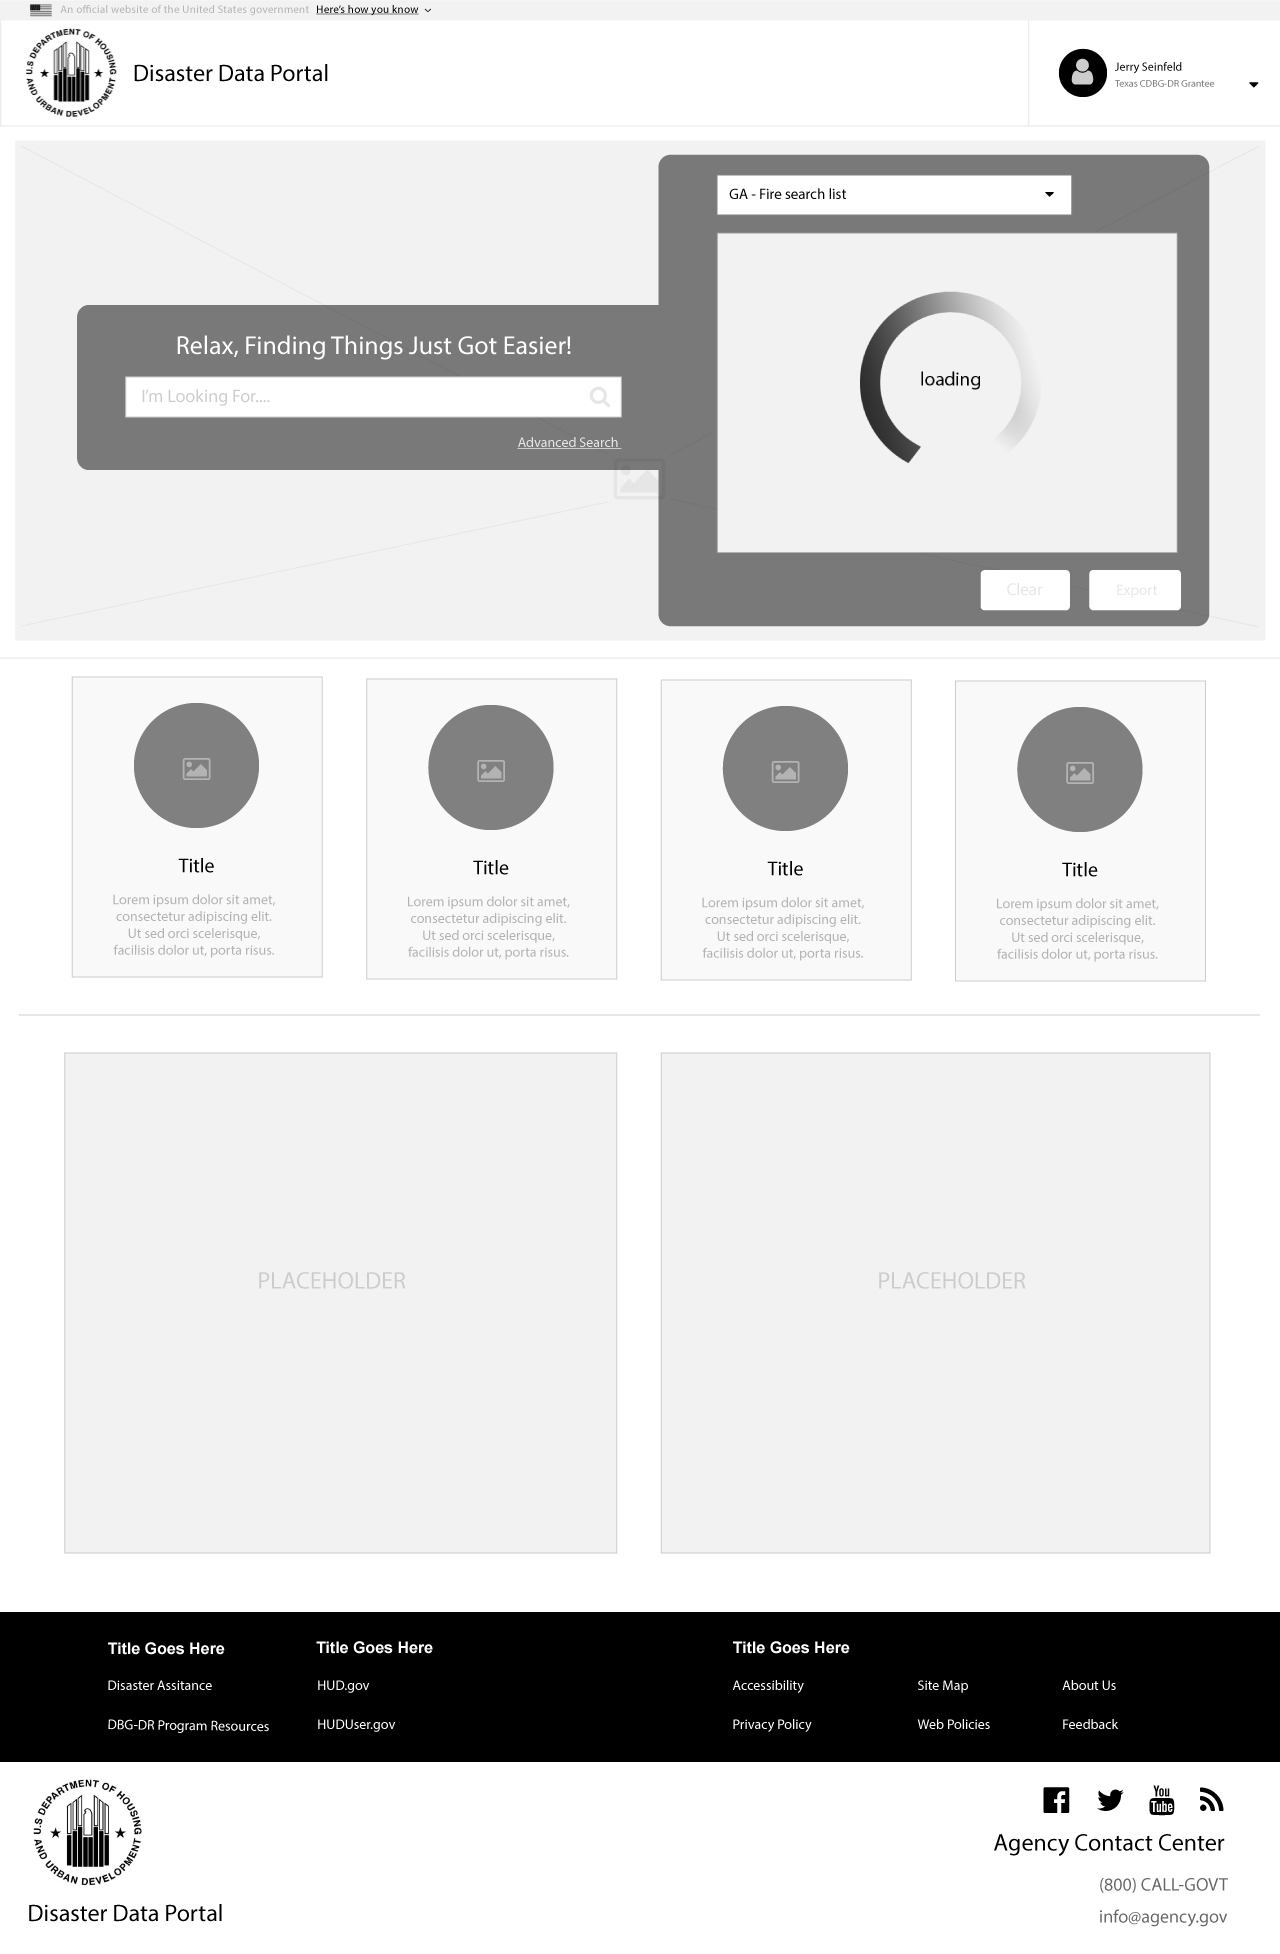 An official website of the United States government Here's how you know
U.S DEPARTMENT OF HOUSING
AND URBAN DEVELOPMENT
Disaster Data Portal
Jerry Seinfeld
Texas CDBG-DR Grantee
GA - Fire search list
Relax, Finding Things Just Got Easier!
I'm Looking For....
Advanced Search
loading
Clear
Export
Title
Lorem ipsum dolor sit amet,
consectetur adipiscing elit.
Ut sed orci scelerisque,
facilisis dolor ut, porta risus.
Title
Lorem ipsum dolor sit amet,
consectetur adipiscing elit.
Ut sed orci scelerisque,
facilisis dolor ut, porta risus.
Title
Lorem ipsum dolor sit amet,
consectetur adipiscing elit.
Ut sed orci scelerisque,
facilisis dolor ut, porta risus.
Title
Lorem ipsum dolor sit amet,
consectetur adipiscing elit.
Ut sed orci scelerisque,
facilisis dolor ut, porta risus.
PLACEHOLDER
PLACEHOLDER
Title Goes Here
Disaster Assitance
DBG-DR Program Resources
Title Goes Here
HUD.gov
HUDUser.gov
Title Goes Here
Accessibility
Privacy Policy
Site Map
Web Policies
About Us
Feedback
U.S DEPARTMENT OF HOUSING
AND URBAN DEVELOPMENT
Disaster Data Portal
You
Tube
Agency Contact Center
(800) CALL-GOVT
info@agency.gov